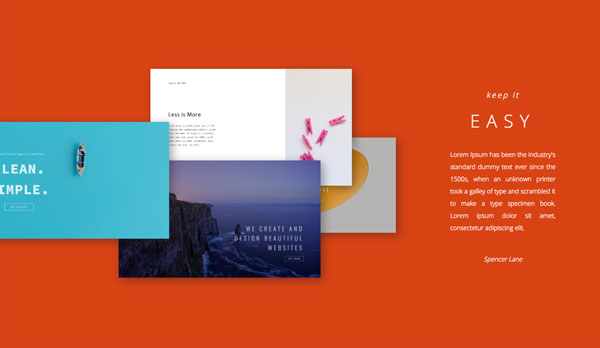 keep it
EASY
Lorem Ipsum has been the industry's
standard dummy text ever since the
1500s, when an unknown printer
took a galley of type and scrambled it
to make a type specimen book.
Lorem ipsum dolor sit amet,
consectetur adipiscing elit.
Spencer Lane
Less is More
LEAN.
IMPLE.
WE CREATE AND
DESIGN BEAUTIFUL
WEBSITES